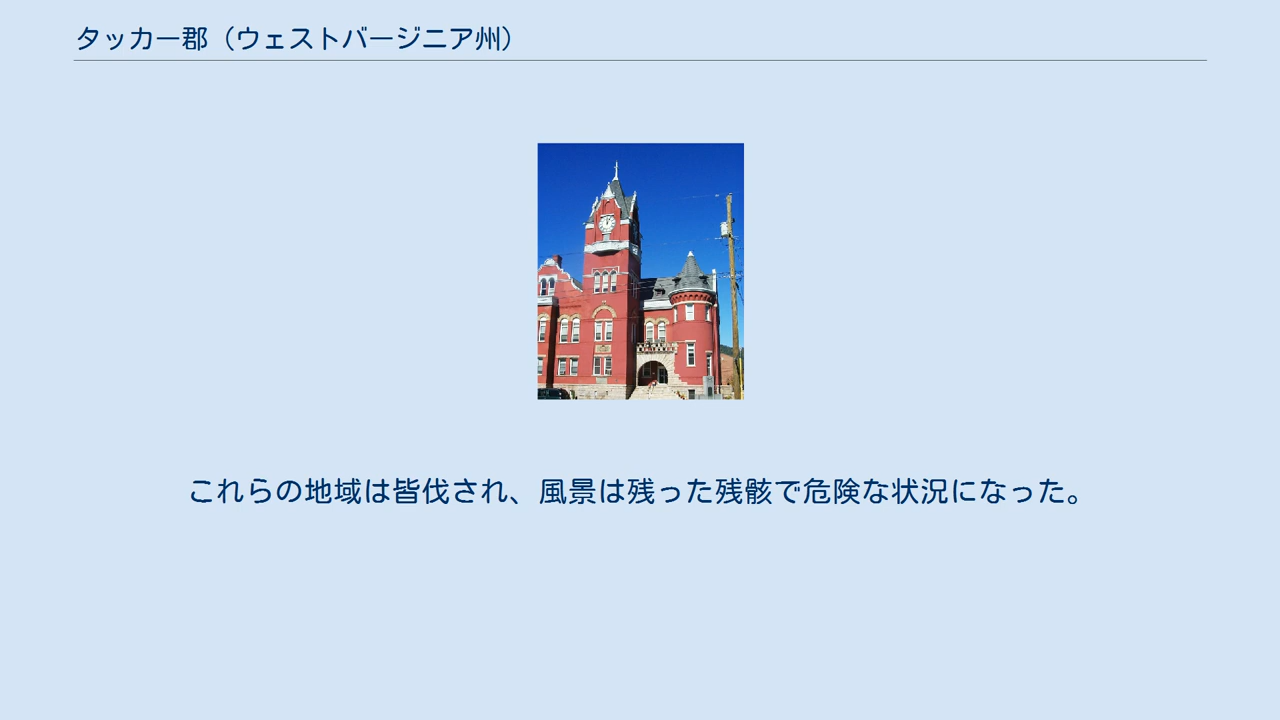 タッカー郡（ウェストバージニア州）
これらの地域は皆伐され、風景は残った残骸で危険な状況になった。